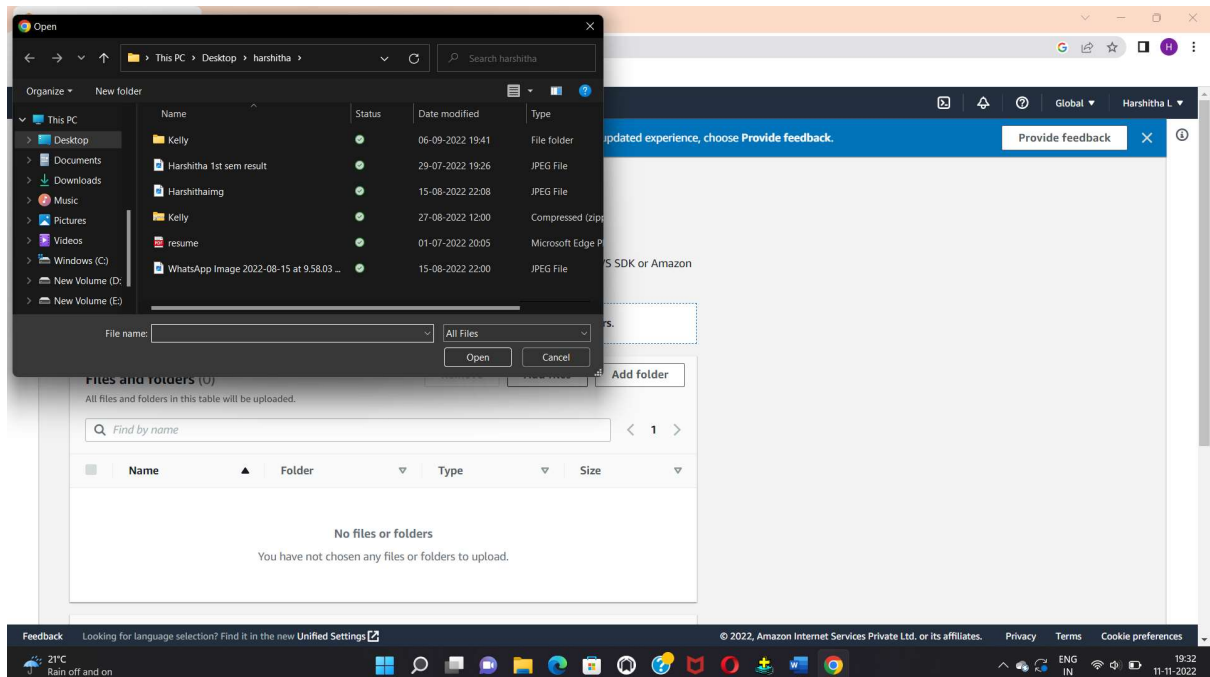 Open
This PC > Desktop > harshitha >
Search harshitha
Organize
New folder
This PC
Desktop
Documents
Downloads
Music
Pictures
Videos
Windows (C:)
New Volume (D:
New Volume (E:)
Name Status Date modified Type
Kelly 06-09-2022 19:41 File folder
Harshitha 1st sem result 29-07-2022 19:26 JPEG File
Harshithaimg 15-08-2022 22:08 JPEG File
Kelly 27-08-2022 12:00 Compressed (zipp
resume 01-07-2022 20:05 Microsoft Edge P
WhatsApp Image 2022-08-15 at 9.58.03 ... 15-08-2022 22:00 JPEG File
File name:
All Files
Open Cancel
H
Global Harshitha L
updated experience, choose Provide feedback.
Provide feedback
/S SDK or Amazon
rs.
Files and folders (0)
Add folder
All files and folders in this table will be uploaded.
Find by name
1
Name Folder Type Size
No files or folders
You have not chosen any files or folders to upload.
Feedback Looking for language selection? Find it in the new Unified Settings
© 2022, Amazon Internet Services Private Ltd. or its affiliates. Privacy Terms Cookie preferences
21°C
Rain off and on
ENG
IN
19:32
11-11-2022